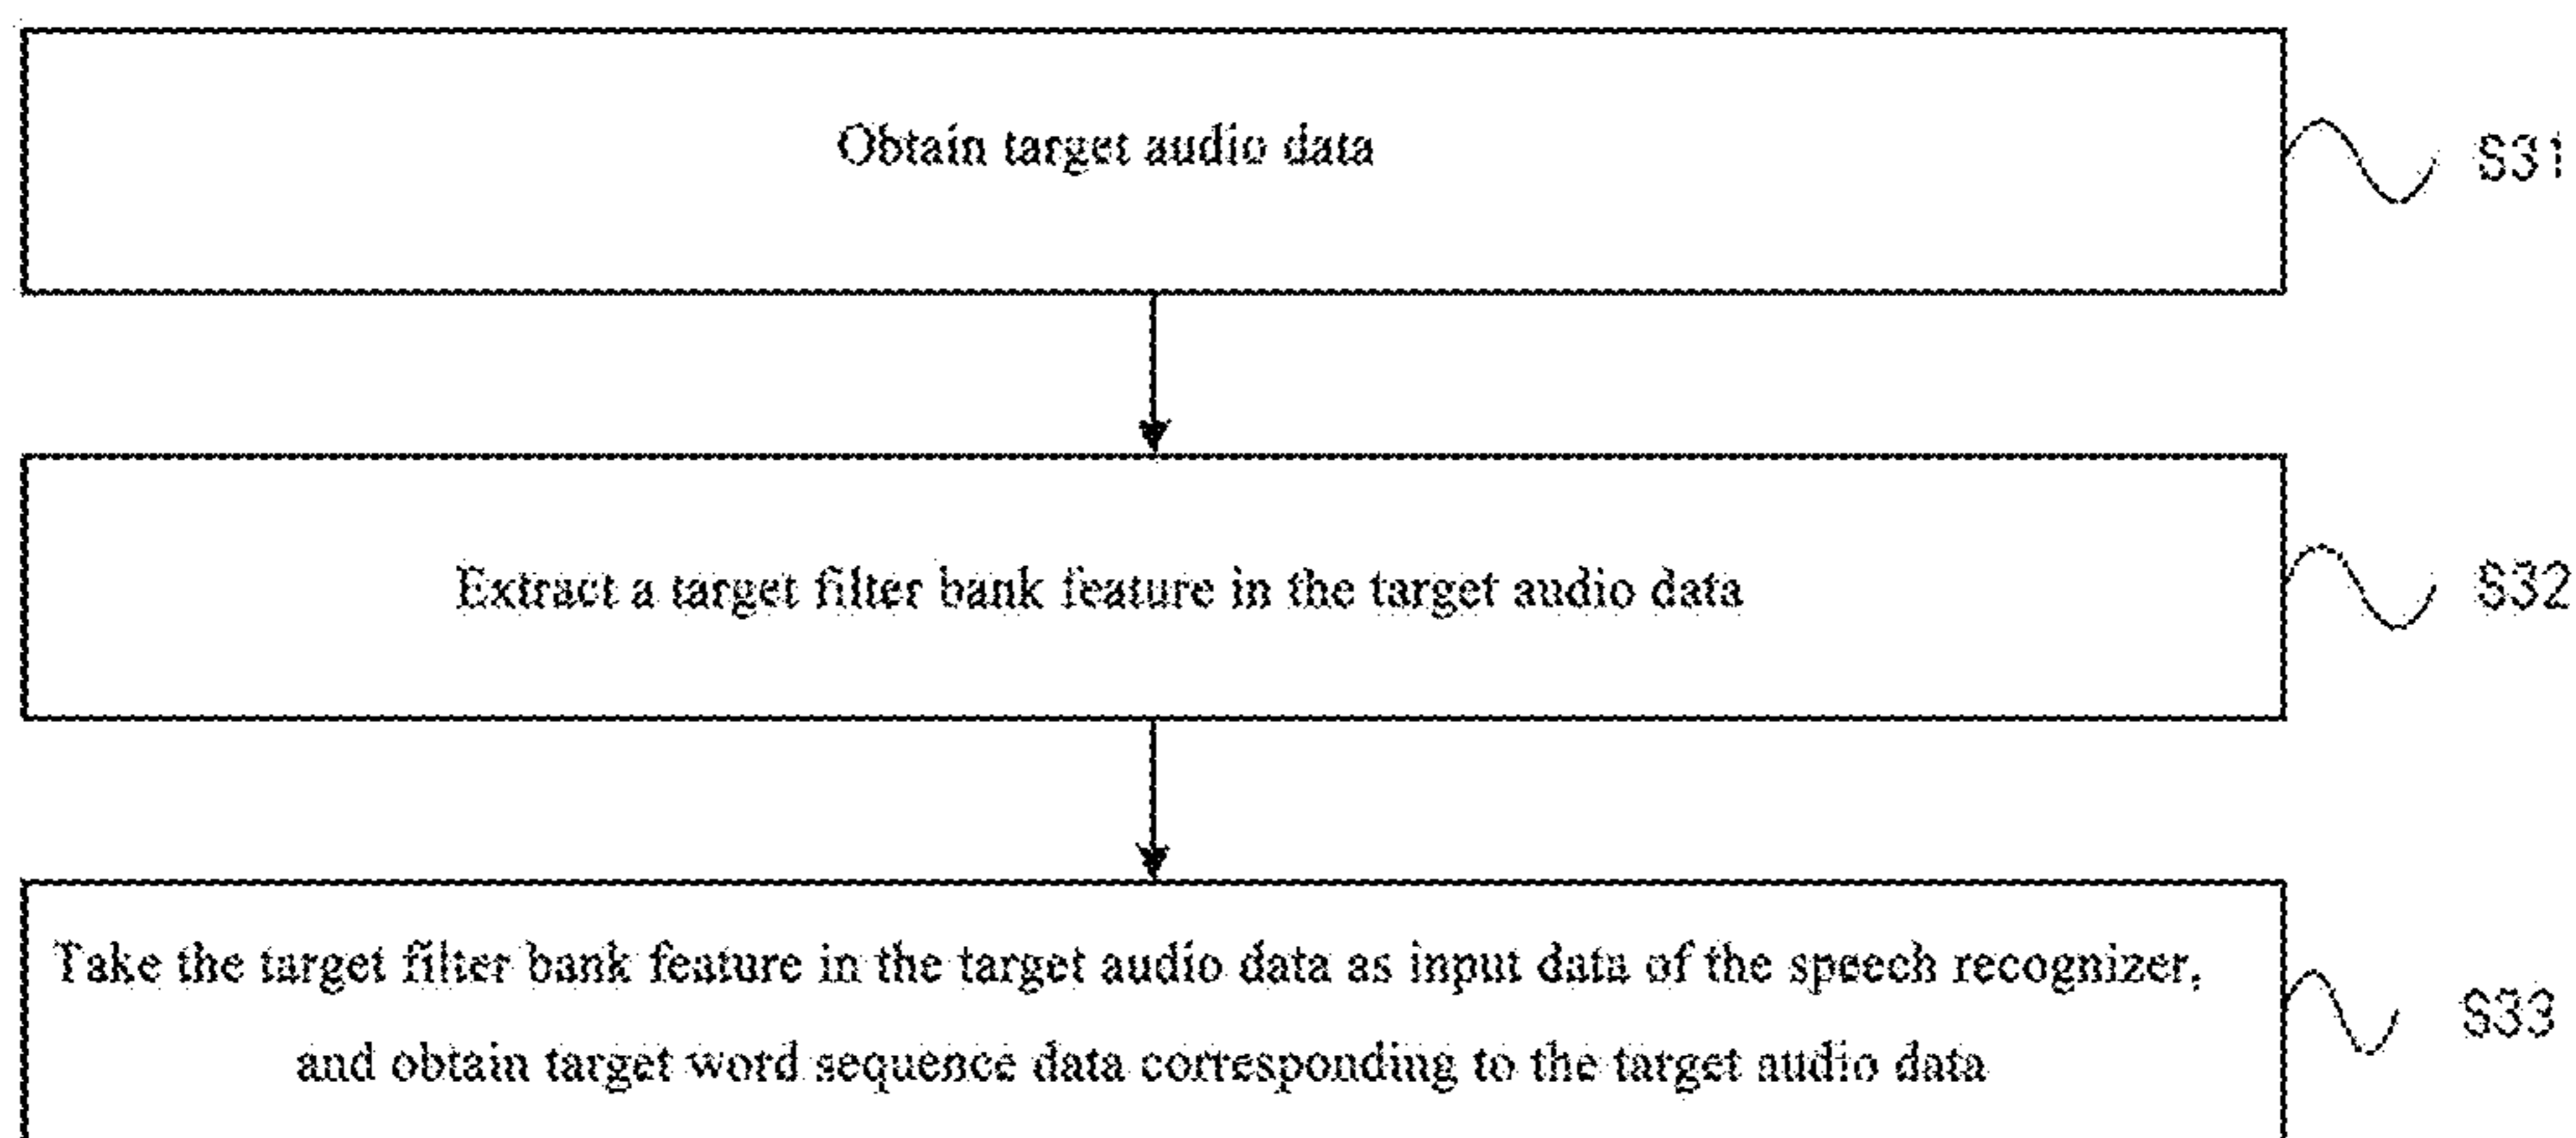 Obtain target audio data
S31
Extract a target filter bank feature in the target audio data
S32
Take the target filter bank feature in the target audio data as input data of the speech recognizer,
and obtain target word sequence data corresponding to the target audio data
S33